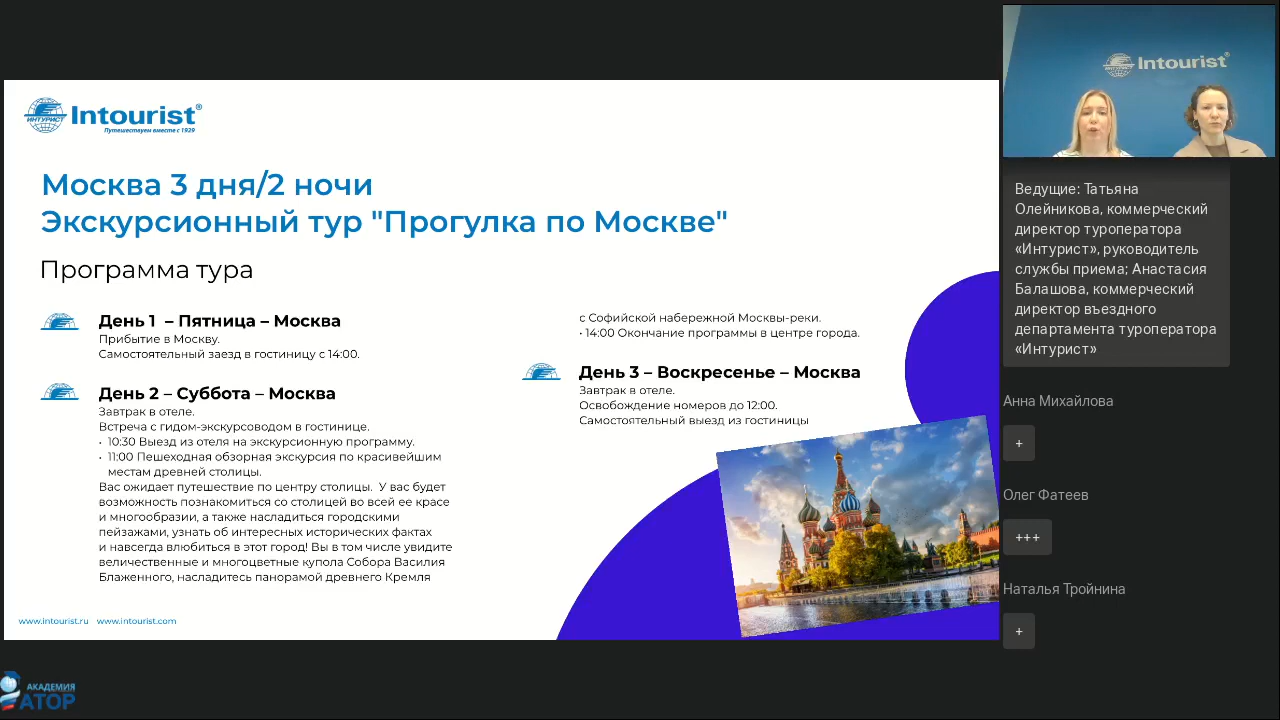 Intourist®
ИНТУРИСТ
Путешествуем вместе с 1929
Москва 3 дня/2 ночи
Экскурсионный тур "Прогулка по Москве"
Программа тура
День 1 – Пятница – Москва
Прибытие в Москву.
Самостоятельный заезд в гостиницу с 14:00.
День 2 – Суббота – Москва
Завтрак в отеле.
Встреча с гидом-экскурсоводом в гостинице.
• 10:30 Выезд из отеля на экскурсионную программу.
• 11:00 Пешеходная обзорная экскурсия по красивейшим
местам древней столицы.
Вас ожидает путешествие по центру столицы. У вас будет
возможность познакомиться со столицей во всей ее красе
и многообразии, а также насладиться городскими
пейзажами, узнать об интересных исторических фактах
и навсегда влюбиться в этот город! Вы в том числе увидите
величественные и многоцветные купола Собора Василия
Блаженного, насладитесь панорамой древнего Кремля
с Софийской набережной Москвы-реки.
• 14:00 Окончание программы в центре города.
День 3 – Воскресенье – Москва
Завтрак в отеле.
Освобождение номеров до 12:00.
Самостоятельный выезд из гостиницы
www.intourist.ru www.intourist.com
АКАДЕМИЯ
АТОР
ИНТУРИСТ Intourist®
Ведущие: Татьяна
Олейникова, коммерческий
директор туроператора
«Интурист», руководитель
службы приема; Анастасия
Балашова, коммерческий
директор въездного
департамента туроператора
«Интурист»
Анна Михайлова
+
Олег Фатеев
+++
Наталья Тройнина
+